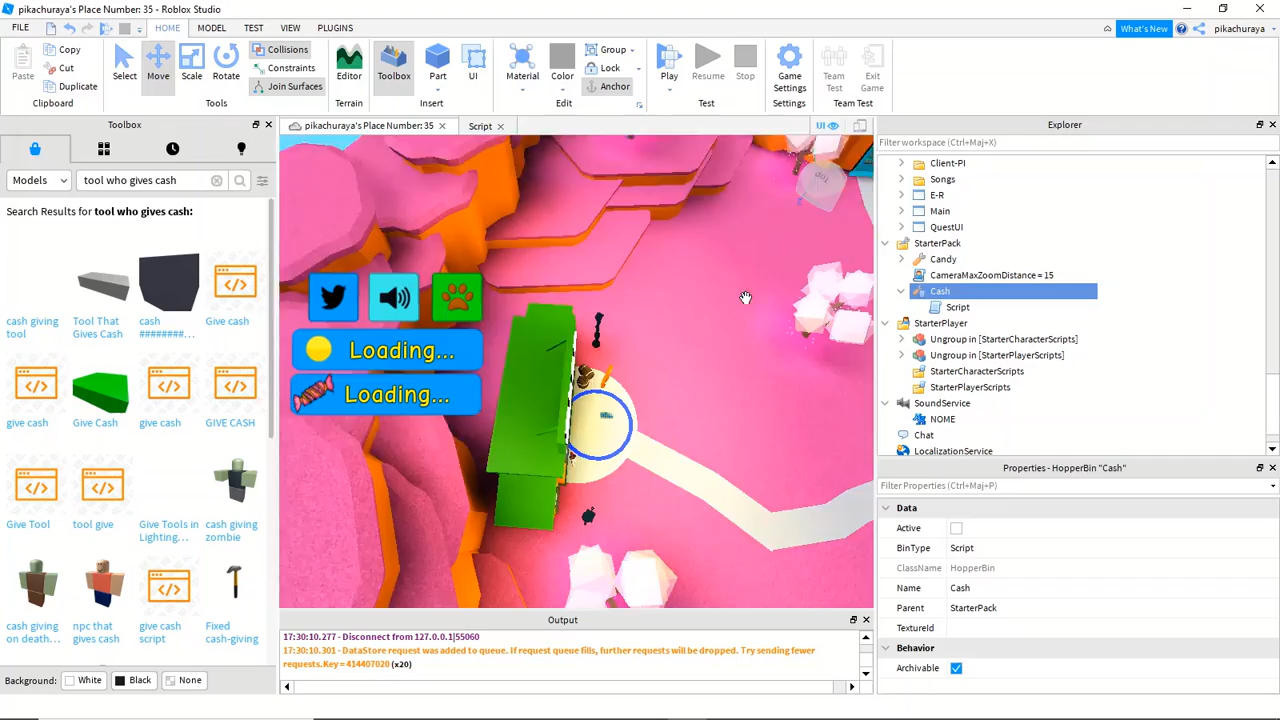 pikachuraya's Place Number: 35 - Roblox Studio
FILE HOME MODEL TEST VIEW PLUGINS What's New pikachuraya
Paste Copy Cut Duplicate Clipboard
Select Move Scale Rotate Collisions Constraints Join Surfaces Tools
Editor Terrain
Toolbox Part UI Insert
Material Color Group Lock Anchor Edit
Play Resume Stop Test
Game Settings Settings
Team Test Exit Game Team Test
Toolbox
Models tool who gives cash
Search Results for tool who gives cash:
cash giving tool
Tool That Gives Cash
cash ########...
Give cash
give cash
Give Cash
give cash
GIVE CASH
Give Tool
tool give
Give Tools in Lighting...
cash giving zombie
cash giving on death...
npc that gives cash
give cash script
Fixed cash-giving
Background: White Black None
pikachuraya's Place Number: 35 Script UI
Loading...
Loading...
Output
17:30:10.277 - Disconnect from 127.0.0.1|55060
17:30:10.301 - DataStore request was added to queue. If request queue fills, further requests will be dropped. Try sending fewer
requests.Key = 414407020 (x20)
Explorer
Filter workspace (Ctrl+Maj+X)
Client-PI
Songs
E-R
Main
QuestUI
StarterPack
Candy
CameraMaxZoomDistance = 15
Cash
Script
StarterPlayer
Ungroup in [StarterCharacterScripts]
Ungroup in [StarterPlayerScripts]
StarterCharacterScripts
StarterPlayerScripts
SoundService
NOME
Chat
LocalizationService
Properties - HopperBin "Cash"
Filter Properties (Ctrl+Maj+P)
Data
Active
BinType Script
ClassName HopperBin
Name Cash
Parent StarterPack
TextureId
Behavior
Archivable